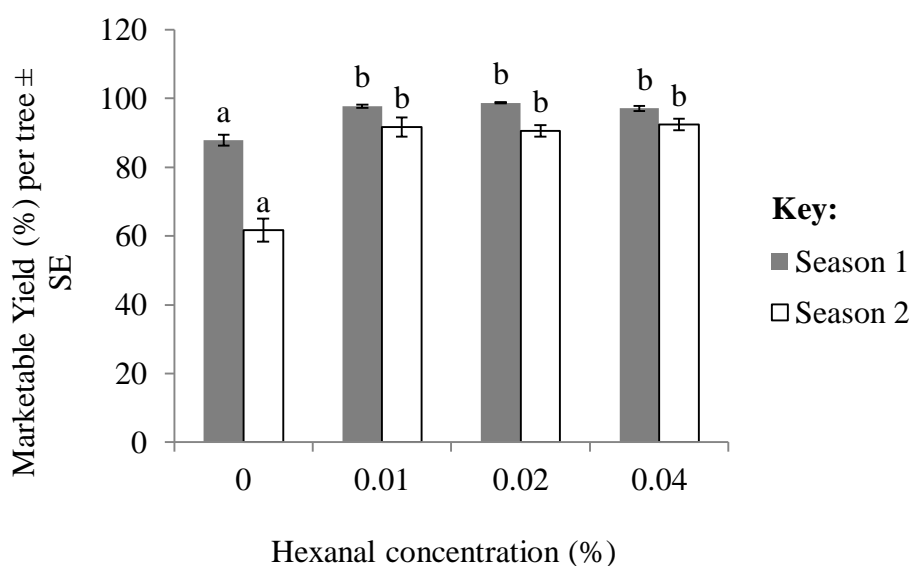 120
100
80
60
40
20
0
Marketable Yield (%) per tree ±
SE
a
a
b
b
b
b
b
b
0 0.01 0.02 0.04
Hexanal concentration (%)
Key:
Season 1
Season 2